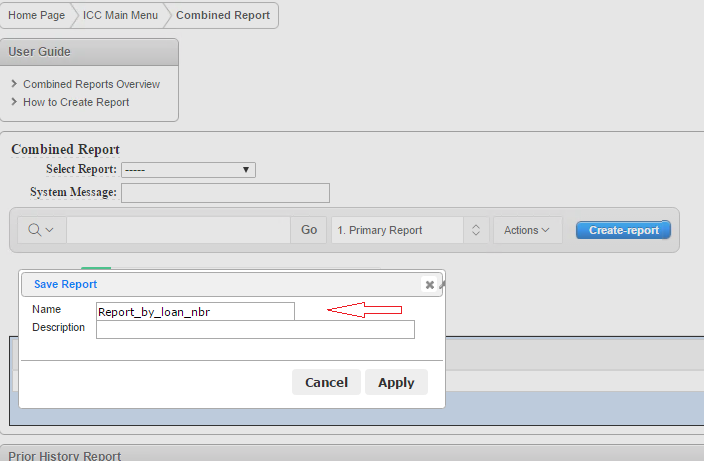 Home Page ICC Main Menu Combined Report
User Guide
Combined Reports Overview
How to Create Report
Combined Report
Select Report: -----
System Message:
Go 1. Primary Report Actions Create-report
Save Report
Name Report_by_loan_nbr
Description
Cancel Apply
Prior History Report